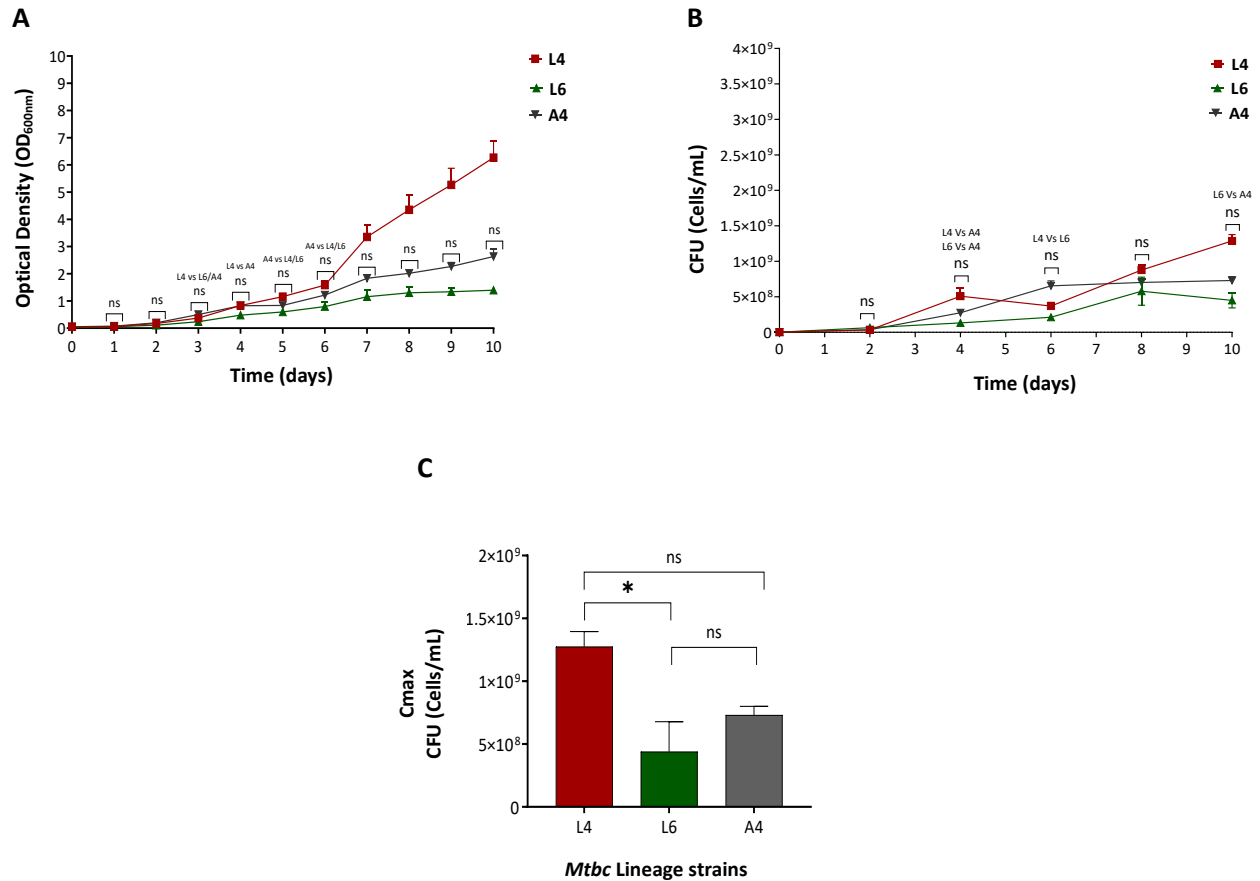 A
10
9
8
7
6
5
4
3
2
1
0
Optical Density (OD600nm)
L4
L6
A4
ns
ns
L4 vs L6/A4
ns
L4 vs A4
ns
A4 vs L4/L6
ns
A4 vs L4/L6
ns
ns
ns
ns
ns
0 1 2 3 4 5 6 7 8 9 10
Time (days)
B
4×10⁹
3.5×10⁹
3×10⁹
2.5×10⁹
2×10⁹
1.5×10⁹
1×10⁹
5×10⁸
0
CFU (Cells/mL)
L4
L6
A4
ns
L4 Vs A4
L6 Vs A4
ns
L4 Vs L6
ns
ns
L6 Vs A4
ns
0 1 2 3 4 5 6 7 8 9 10
Time (days)
C
2×10⁹
1.5×10⁹
1×10⁹
5×10⁸
0
Cmax
CFU (Cells/mL)
ns
*
ns
L4 L6 A4
Mtbc Lineage strains